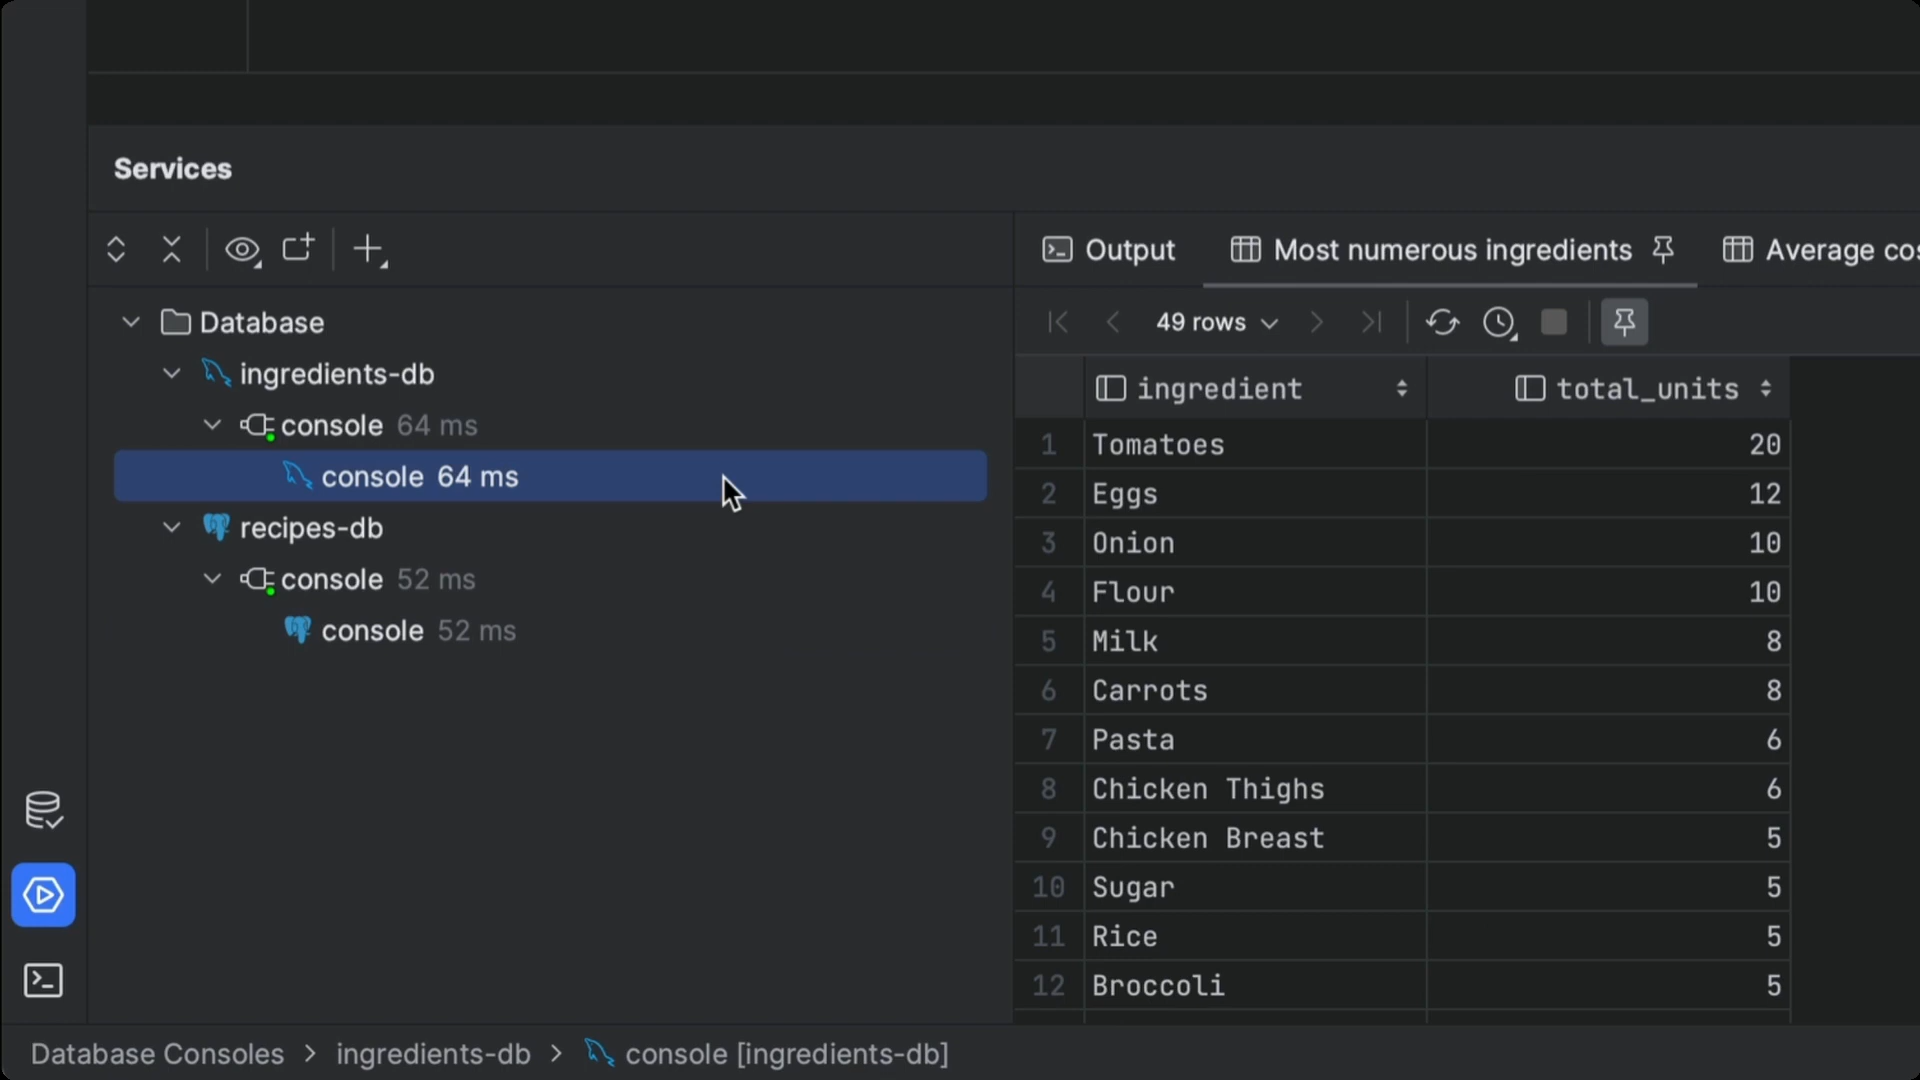 Services
Output
Most numerous ingredients
Average cos
Database
ingredients-db
console 64 ms
console 64 ms
recipes-db
console 52 ms
console 52 ms
49 rows
ingredient total_units
1 Tomatoes 20
2 Eggs 12
3 Onion 10
4 Flour 10
5 Milk 8
6 Carrots 8
7 Pasta 6
8 Chicken Thighs 6
9 Chicken Breast 5
10 Sugar 5
11 Rice 5
12 Broccoli 5
Database Consoles > ingredients-db > console [ingredients-db]